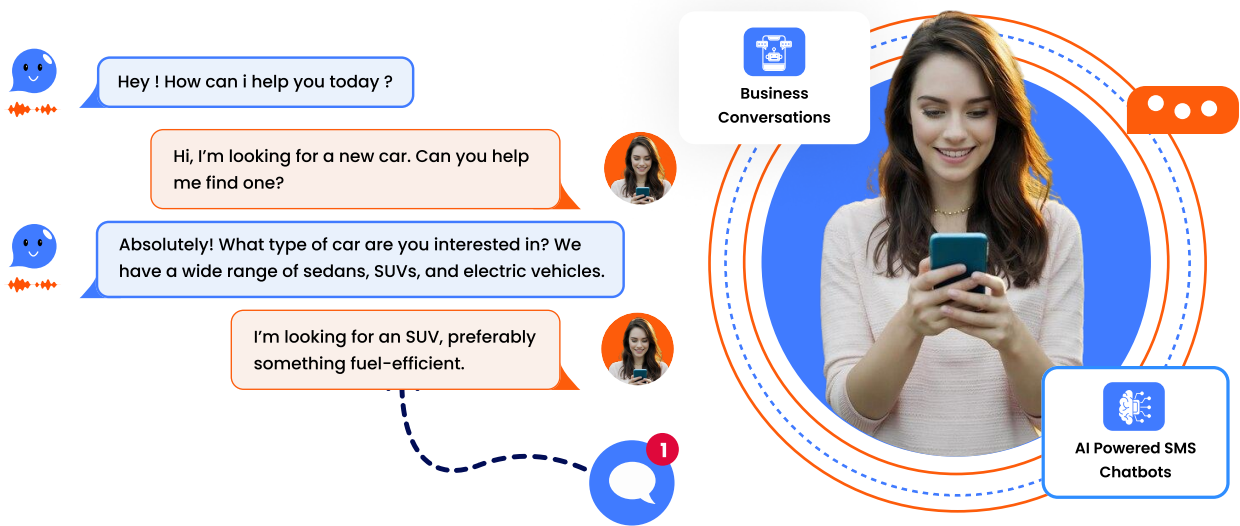 Hey ! How can i help you today ?
Hi, I’m looking for a new car. Can you help
me find one?
Absolutely! What type of car are you interested in? We
have a wide range of sedans, SUVs, and electric vehicles.
I’m looking for an SUV, preferably
something fuel-efficient.
1
Business
Conversations
AI Powered SMS
Chatbots